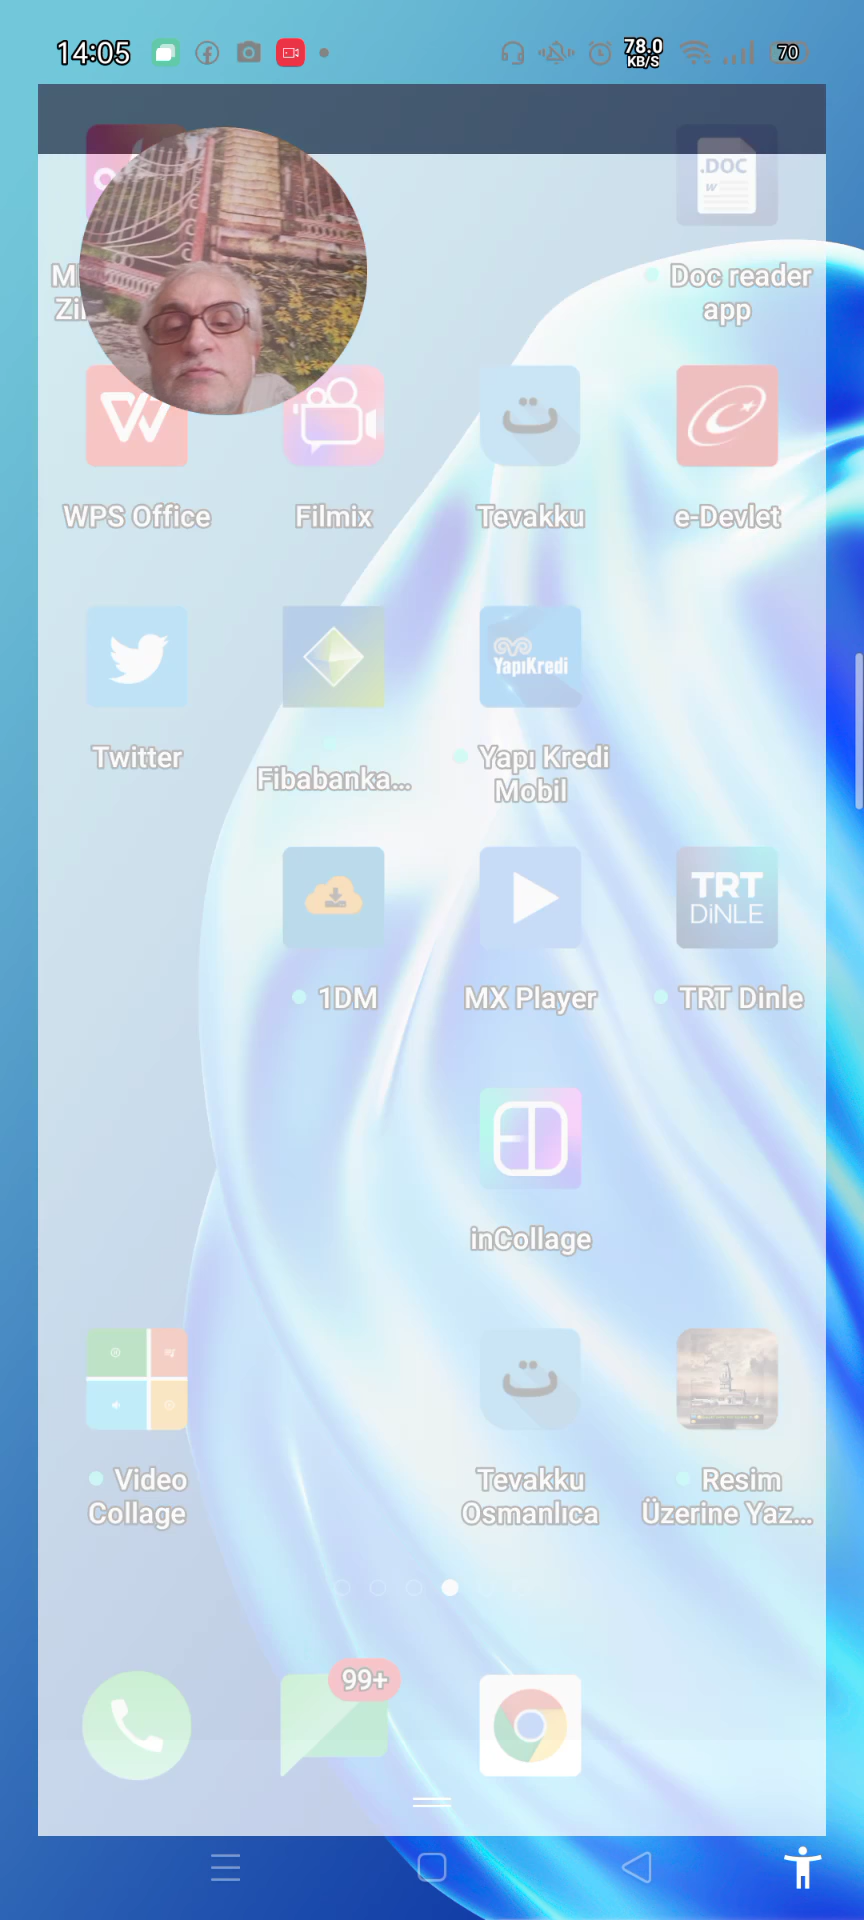 14:05
78.0
KB/S
70
.DOC
W
Doc reader
app
WPS Office
Filmix
ت
Tevakku
e-Devlet
YapıKredi
Twitter
Fibabanka...
Yapı Kredi
Mobil
TRT
DİNLE
1DM
MX Player
TRT Dinle
inCollage
ت
Video
Collage
Tevakku
Osmanlıca
Resim
Üzerine Yaz...
99+